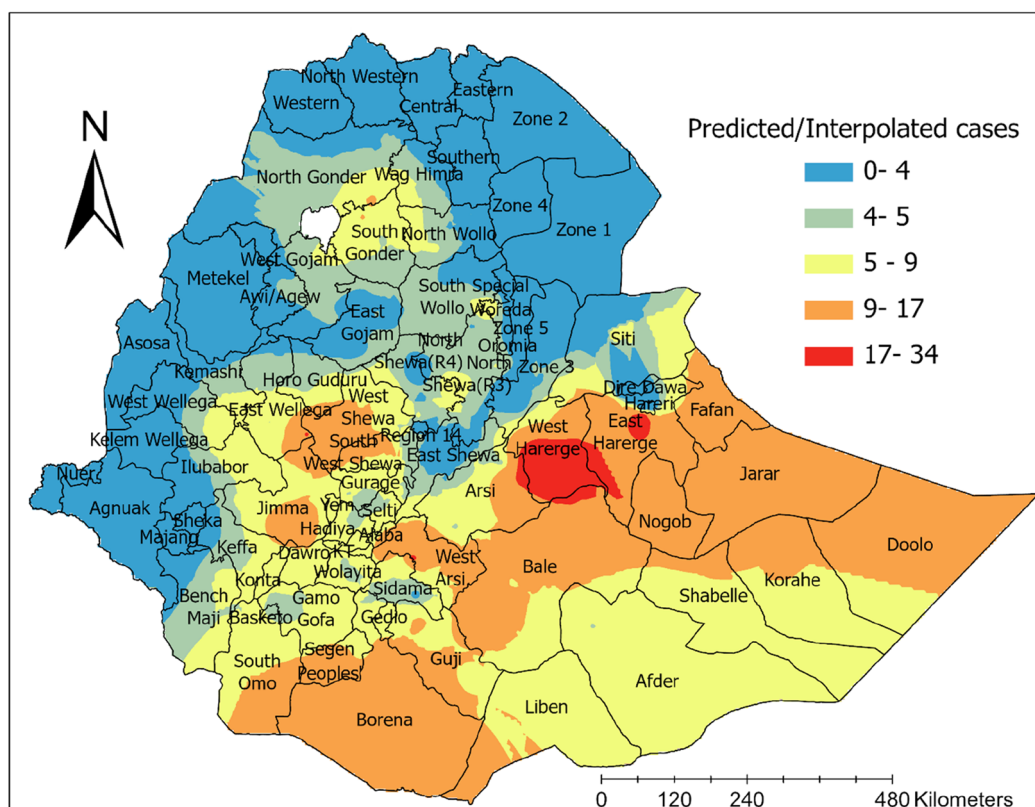 North Western
Western
Central
Eastern
Zone 2
N
Predicted/Interpolated cases
0- 4
4- 5
5 - 9
9- 17
17- 34
Southern
Wag Himra
North Gonder
Zone 4
Zone 1
South
Gonder
North Wollo
West Gojam
Metekel
Awi/Agew
South Special
Wollo
Woreda
East
Gojam
Zone 5
Oromia
North
Shewa(R4)
North
Shewa(R3)
Zone 3
Siti
Asosa
Kemashi
Horo Guduru
Dire Dawa
Hareri
West Wellega
East Wellega
West
Shewa
Fafan
Kelem Wellega
South
West Shewa
Region 14
East Shewa
West
Harerge
East
Harerge
Ilubabor
Nuer
Gurage
Jarar
Agnuak
Jimma
Yem
Selti
Arsi
Sheka
Majang
Hadiya
Alaba
Nogob
Doolo
Keffa
Dawro
KT
West
Arsi
Bale
Konta
Wolayita
Sidama
Korahe
Shabelle
Bench
Maji
Basketo
Gamo
Gofa
Gedio
Segen
Peoples'
Guji
South
Omo
Afder
Liben
Borena
0 120 240 480 Kilometers